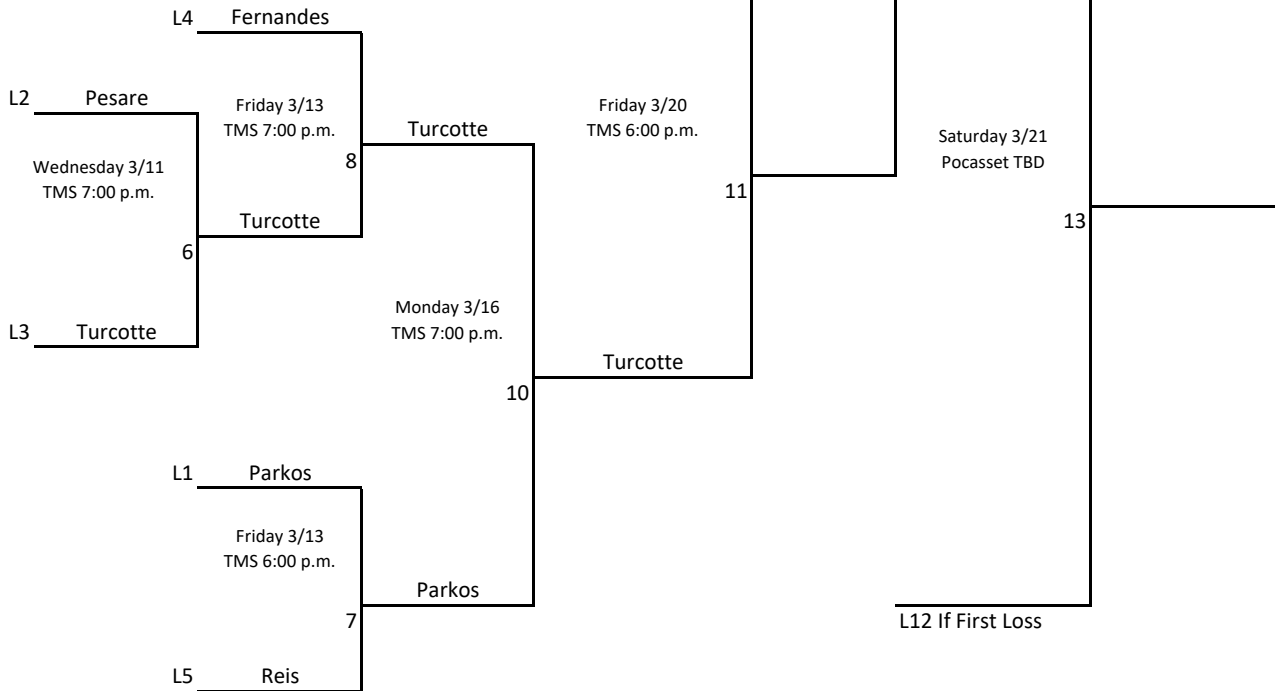 L4 Fernandes
L2 Pesare
Friday 3/13
TMS 7:00 p.m.
8
Turcotte
Friday 3/20
TMS 6:00 p.m.
11
Saturday 3/21
Pocasset TBD
13
Wednesday 3/11
TMS 7:00 p.m.
6
Turcotte
L3 Turcotte
Monday 3/16
TMS 7:00 p.m.
10
Turcotte
L1 Parkos
Friday 3/13
TMS 6:00 p.m.
7
Parkos
L12 If First Loss
L5 Reis